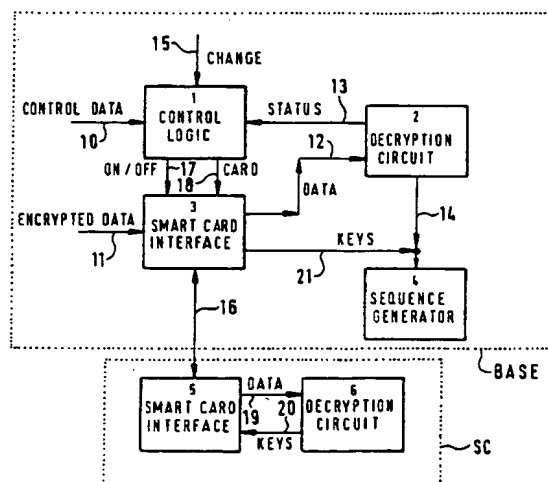 15
CHANGE
CONTROL DATA
10
1
CONTROL
LOGIC
STATUS
13
2
DECRYPTION
CIRCUIT
12
ON/OFF
17
18
CARD
DATA
14
ENCRYPTED DATA
11
3
SMART CARD
INTERFACE
KEYS
21
4
SEQUENCE
GENERATOR
16
BASE
5
SMART CARD
INTERFACE
DATA
19
20
KEYS
6
DECRYPTION
CIRCUIT
SC